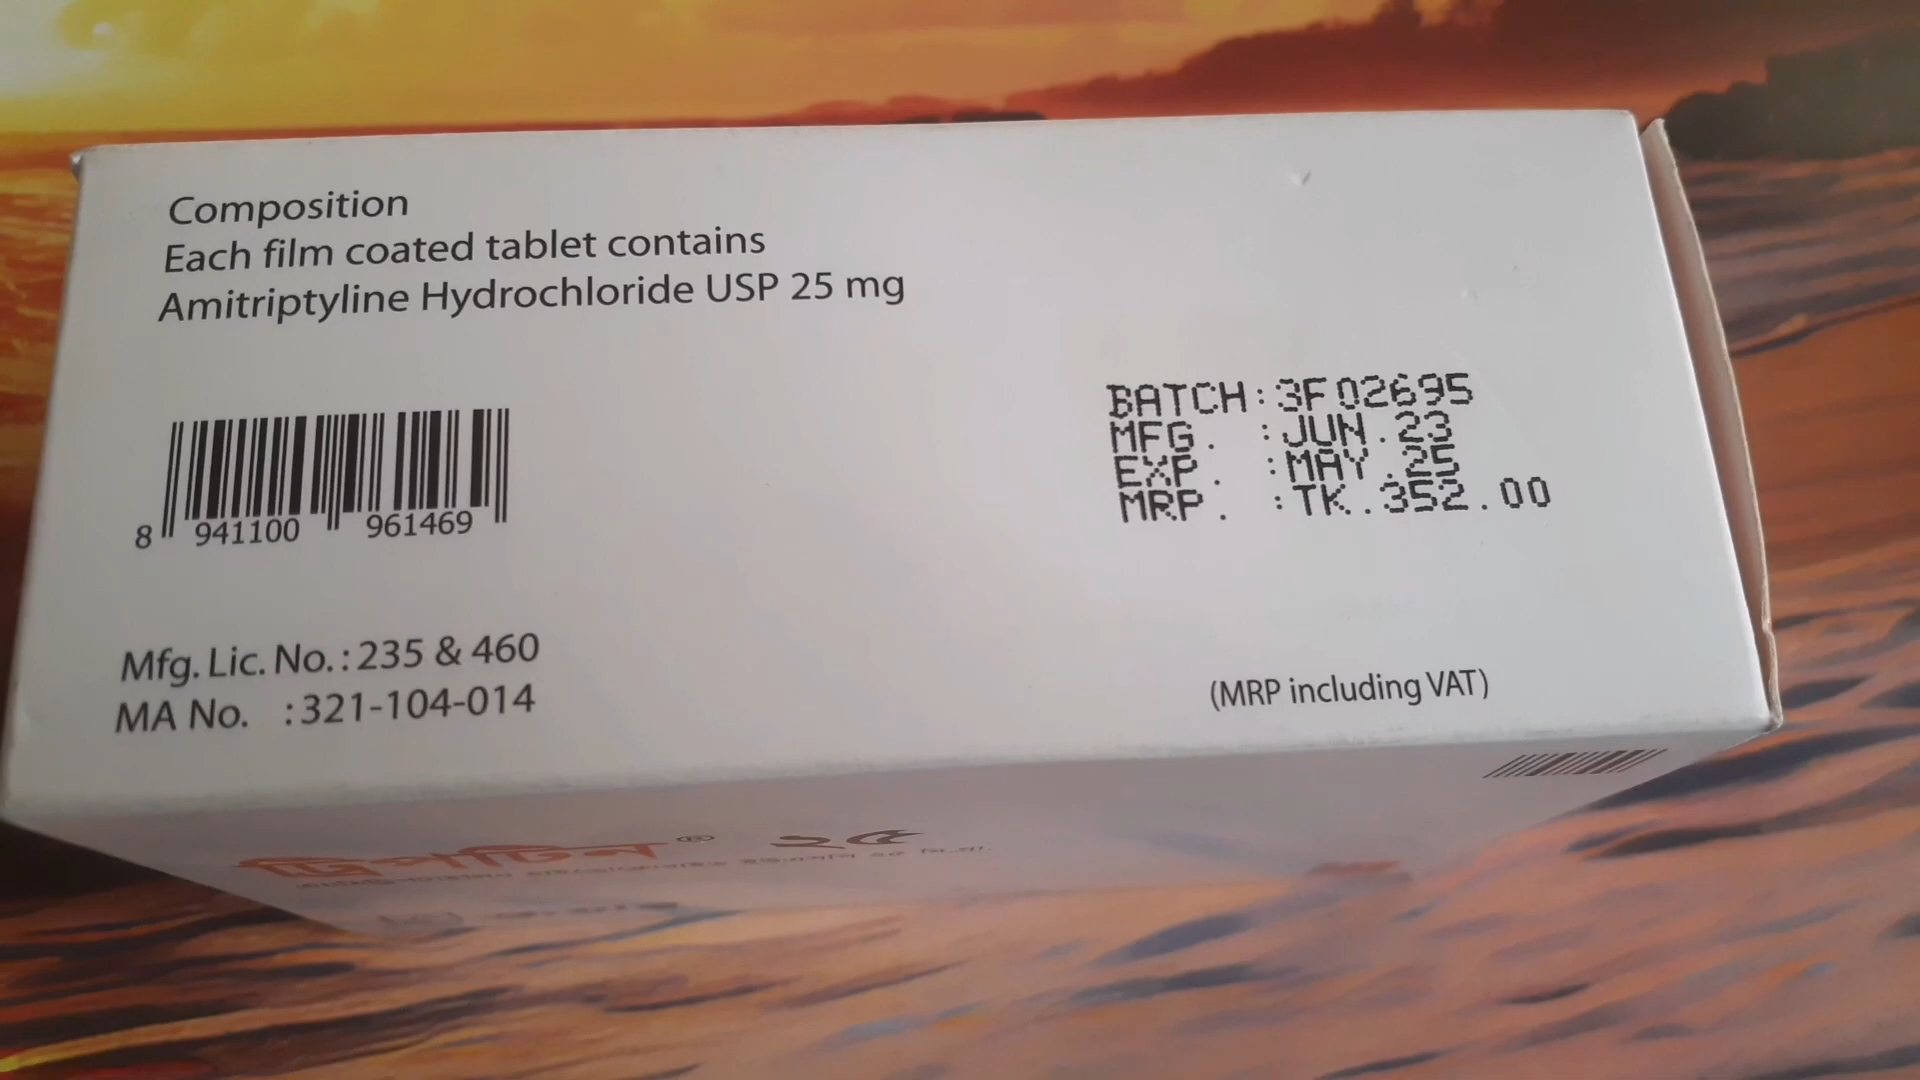 Composition
Each film coated tablet contains
Amitriptyline Hydrochloride USP 25 mg
BATCH:3F02695
MFG. :JUN.23
EXP. :MAY.25
MRP. :TK.352.00
8 941100 961469
Mfg. Lic. No.: 235 & 460
MA No. : 321-104-014
(MRP including VAT)
ট্রিপটিন® ২৫